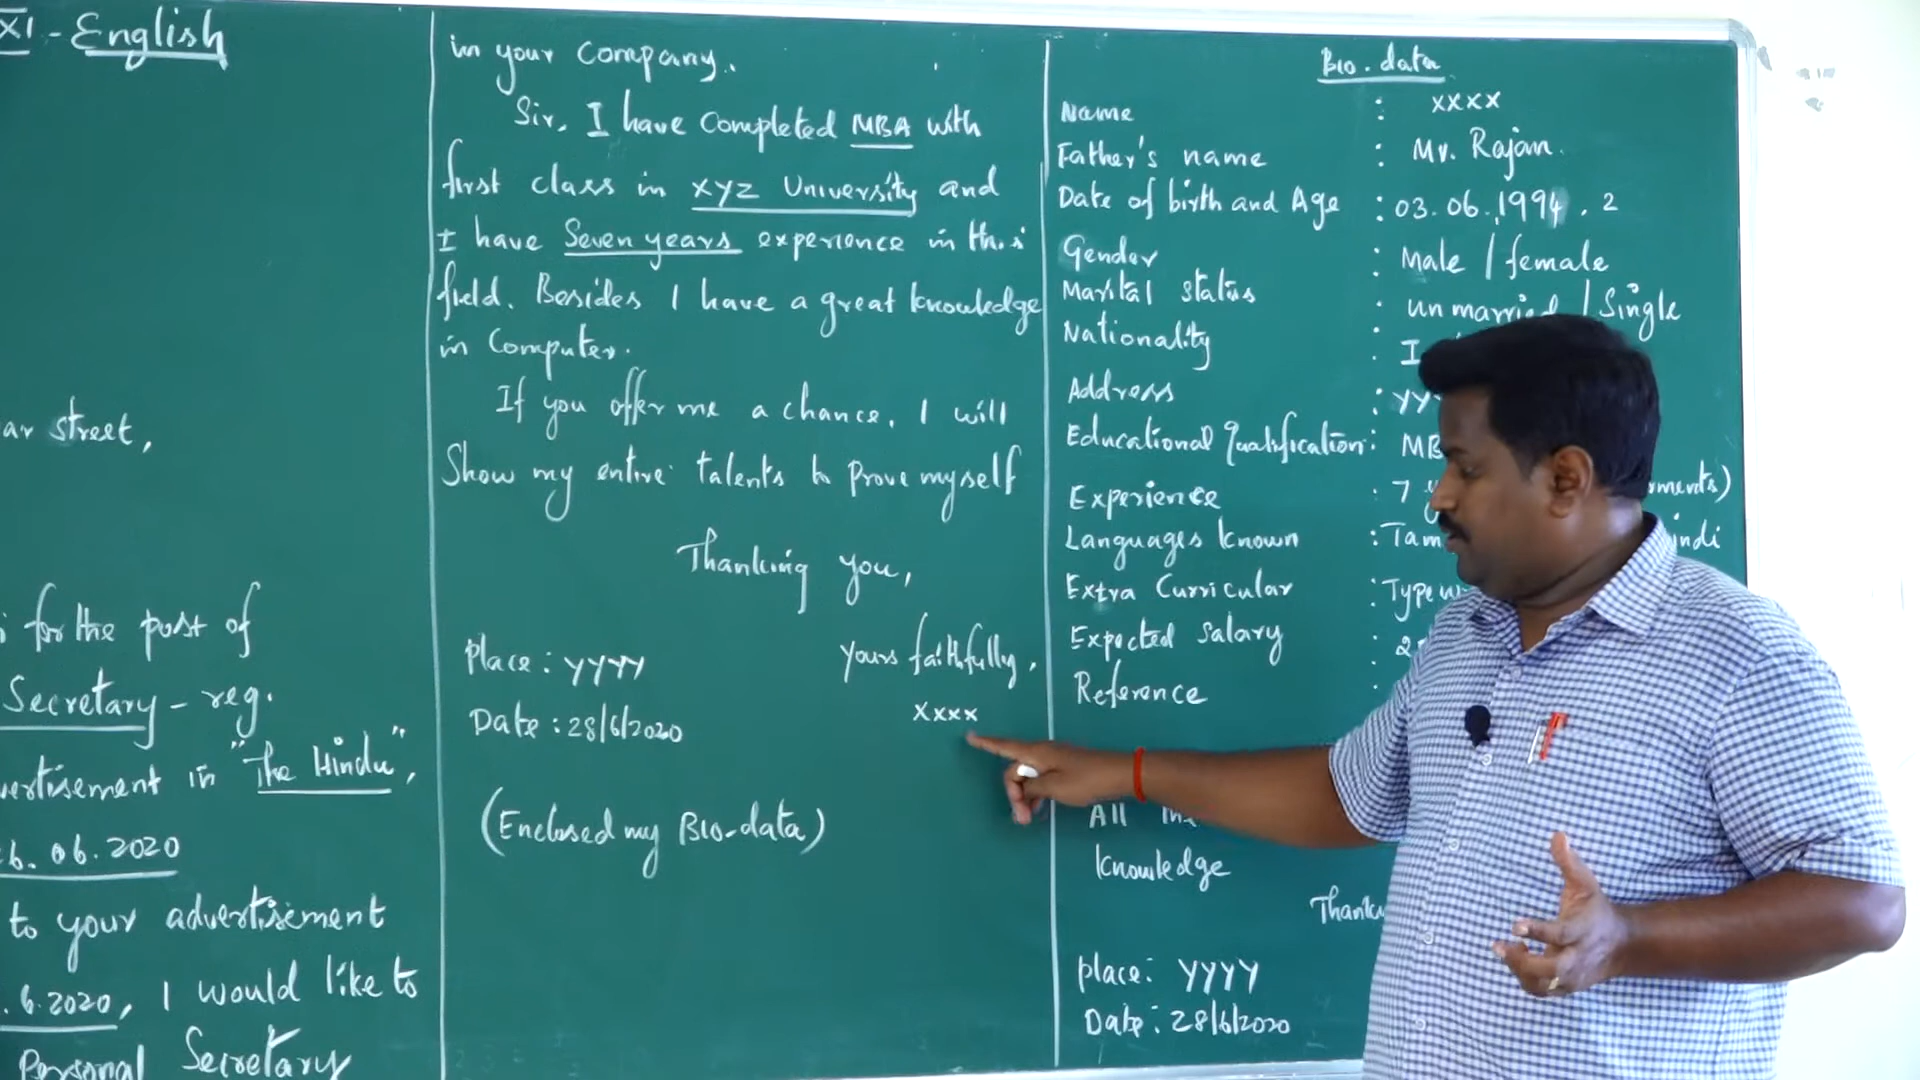 XI - English
street,
for the post of
Secretary - reg.
in "The Hindu",
06.2020
to your advertisement
6.2020, I would like to
Personal Secretary
in your Company.
Sir, I have Completed MBA with
first class in XYZ University and
I have Seven years experience in this
field. Besides I have a great knowledge
in Computer.
If you offer me a chance, I will
Show my entire talents to prove myself
Thanking you,
Place: YYYY
Date: 28/6/2020
Yours faithfully,
Xxxx
(Enclosed my Bio-data)
Bio-data
Name : XXXX
Father's name : Mr. Rajan.
Date of birth and Age : 03.06.1994, 2
Gender : Male / female
Marital status : unmarried / Single
Nationality :
Address :
Educational Qualification :
Experience : 7
Languages known :
Extra Curricular :
Expected Salary :
Reference :
All
knowledge
Place: YYYY
Date: 28/6/2020